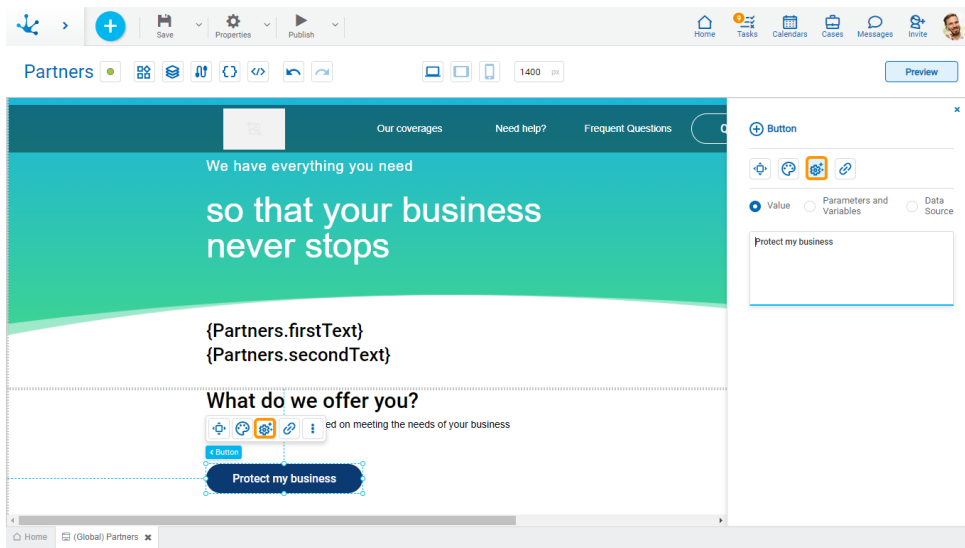 Save
Properties
Publish
Home
9
Tasks
Calendars
Cases
Messages
Invite
Partners
1400 px
Preview
Our coverages
Need help?
Frequent Questions
Q
We have everything you need
so that your business
never stops
{Partners.firstText}
{Partners.secondText}
What do we offer you?
ed on meeting the needs of your business
Button
Protect my business
Button
Value
Parameters and
Variables
Data
Source
Protect my business
Home
(Global) Partners